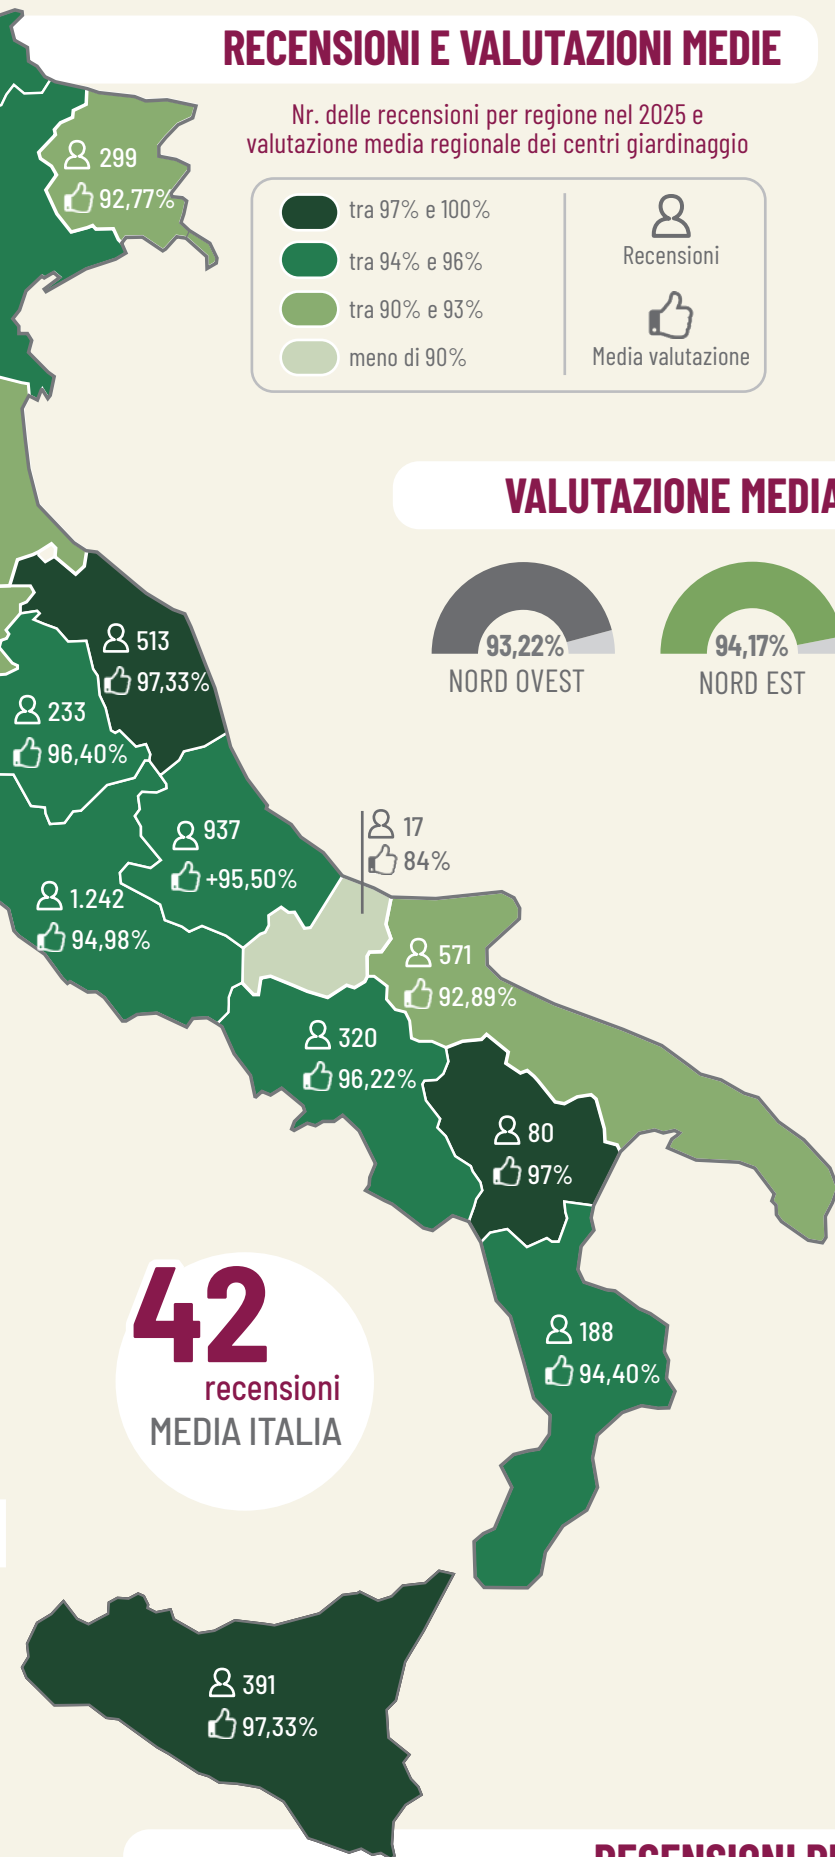 RECENSIONI E VALUTAZIONI MEDIE
Nr. delle recensioni per regione nel 2025 e
valutazione media regionale dei centri giardinaggio
299
92,77%
tra 97% e 100%
tra 94% e 96%
tra 90% e 93%
meno di 90%
Recensioni
Media valutazione
VALUTAZIONE MEDIA
93,22%
NORD OVEST
94,17%
NORD EST
513
97,33%
233
96,40%
937
+95,50%
17
84%
1.242
94,98%
571
92,89%
320
96,22%
80
97%
42
recensioni
MEDIA ITALIA
188
94,40%
391
97,33%